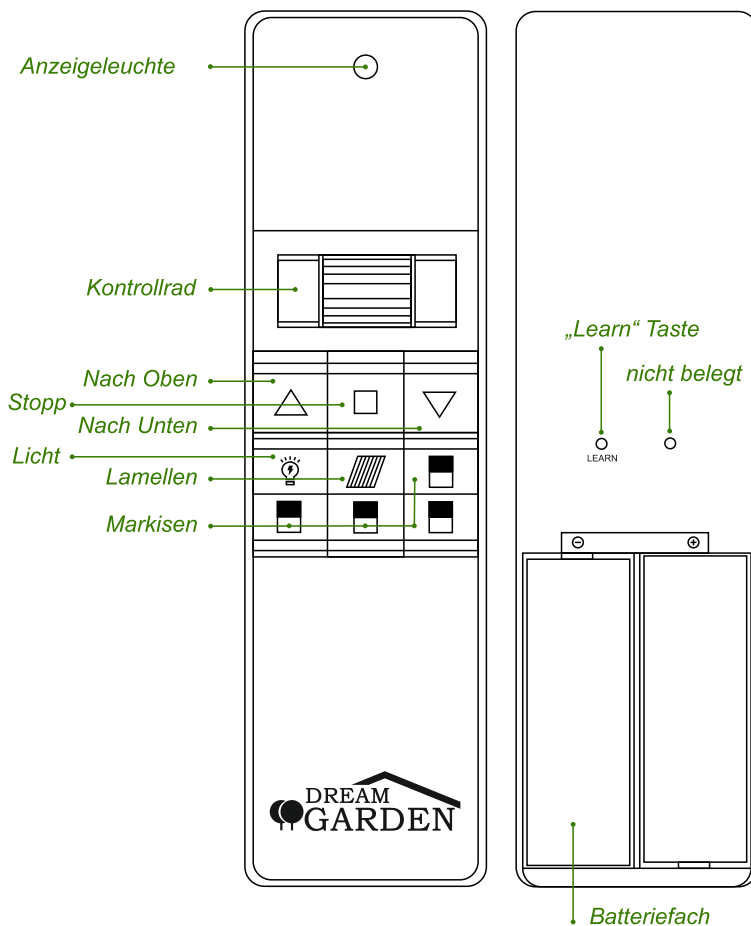 Anzeigeleuchte
Kontrollrad
Nach Oben
Stopp
Nach Unten
Licht
Lamellen
Markisen
DREAM
GARDEN
„Learn“ Taste
nicht belegt
LEARN
Batteriefach